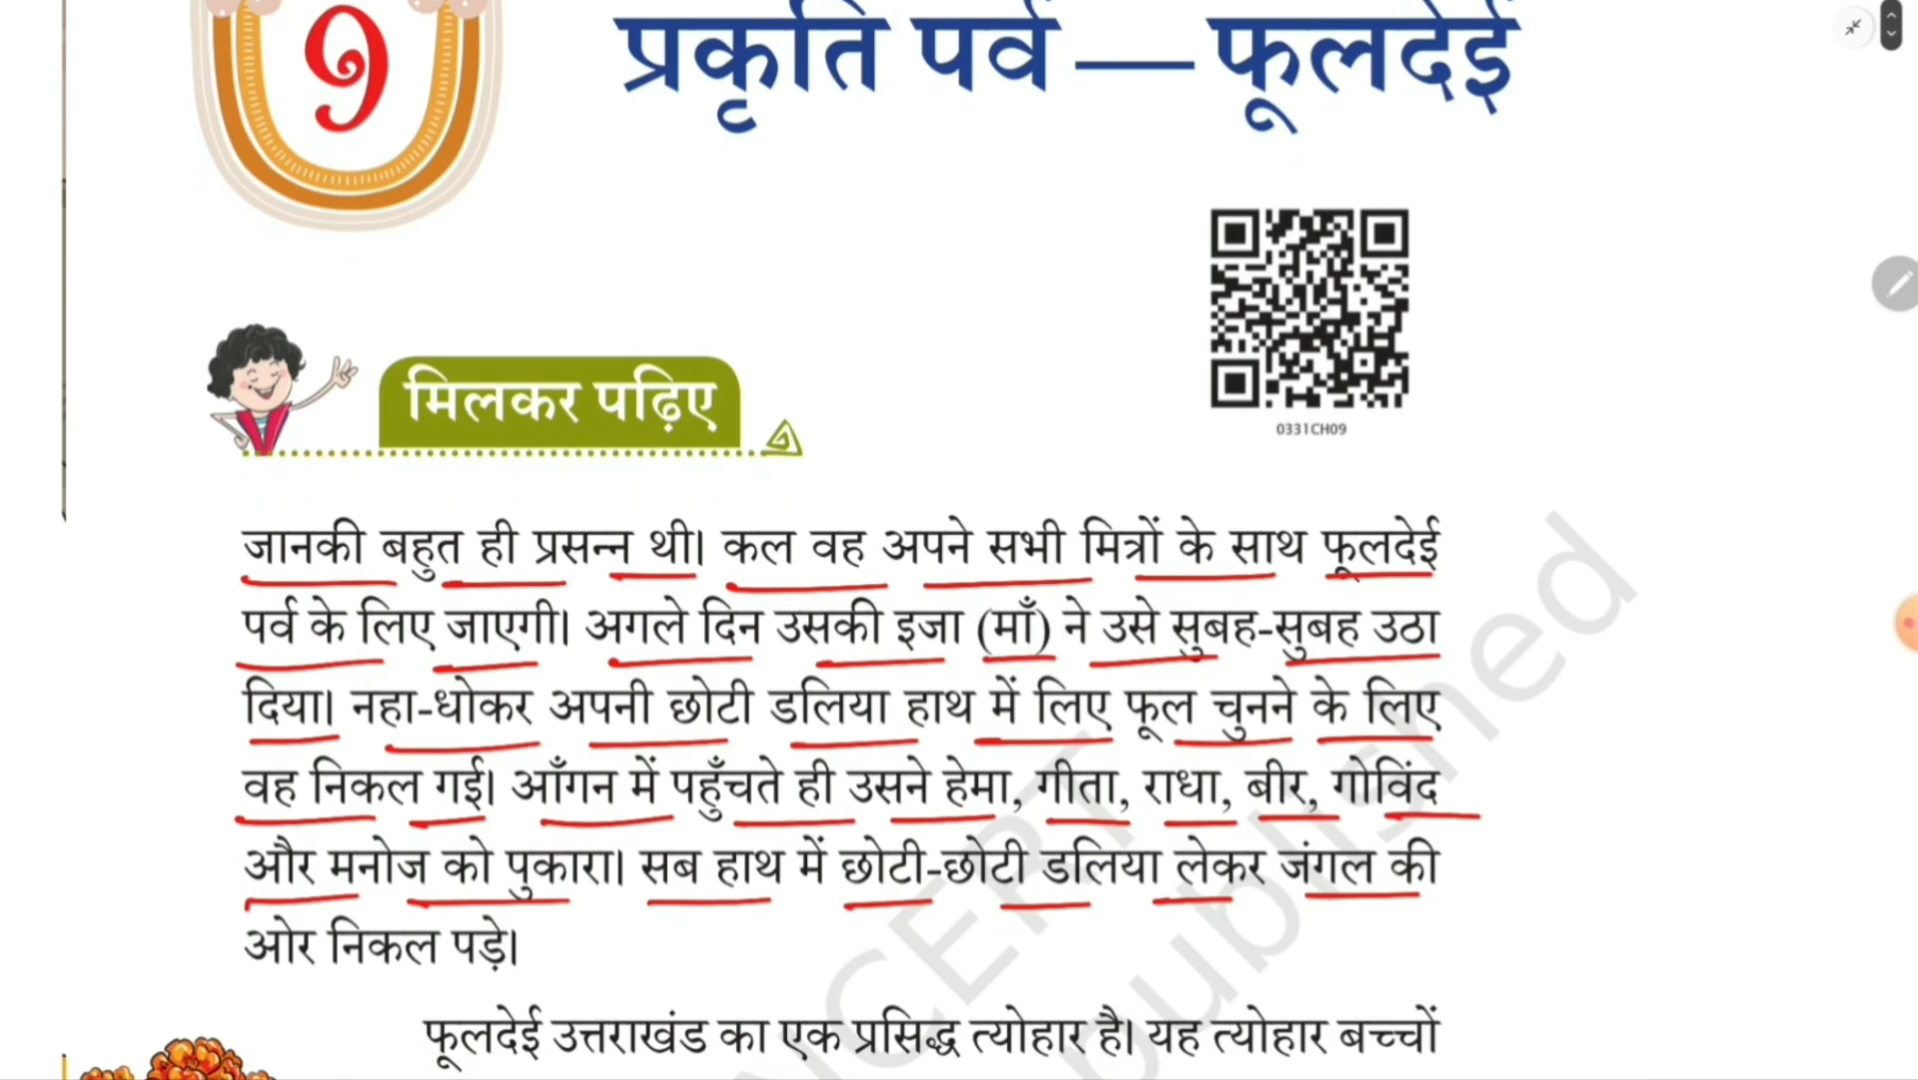 ९
प्रकृति पर्व — फूलदेई
0331CH09
मिलकर पढ़िए
जानकी बहुत ही प्रसन्न थी। कल वह अपने सभी मित्रों के साथ फूलदेई
पर्व के लिए जाएगी। अगले दिन उसकी इजा (माँ) ने उसे सुबह-सुबह उठा
दिया। नहा-धोकर अपनी छोटी डलिया हाथ में लिए फूल चुनने के लिए
वह निकल गई। आँगन में पहुँचते ही उसने हेमा, गीता, राधा, बीर, गोविंद
और मनोज को पुकारा। सब हाथ में छोटी-छोटी डलिया लेकर जंगल की
ओर निकल पड़े।
फूलदेई उत्तराखंड का एक प्रसिद्ध त्योहार है। यह त्योहार बच्चों
NCERT
published